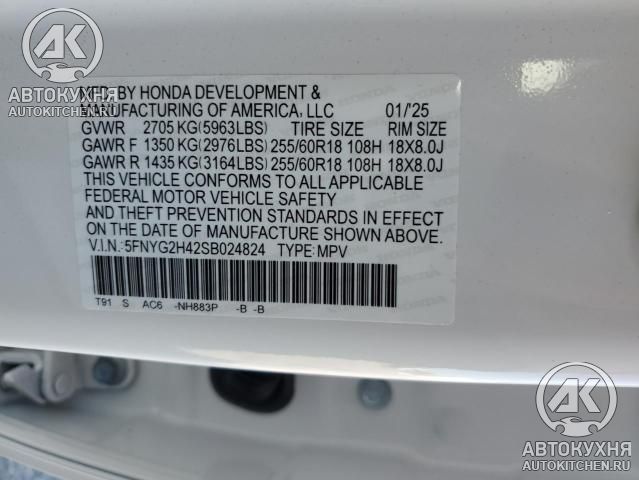 MFD. BY HONDA DEVELOPMENT &
MANUFACTURING OF AMERICA, LLC 01/'25
GVWR 2705 KG(5963LBS) TIRE SIZE RIM SIZE
GAWR F 1350 KG(2976LBS) 255/60R18 108H 18X8.0J
GAWR R 1435 KG(3164LBS) 255/60R18 108H 18X8.0J
THIS VEHICLE CONFORMS TO ALL APPLICABLE
FEDERAL MOTOR VEHICLE SAFETY
AND THEFT PREVENTION STANDARDS IN EFFECT
ON THE DATE OF MANUFACTURE SHOWN ABOVE.
V.I.N.:5FNYG2H42SB024824 TYPE:MPV
T91 S AC6 -NH883P -B -B
AK
АВТОКУХНЯ
AUTOKITCHEN.RU
AK
АВТОКУХНЯ
AUTOKITCHEN.RU